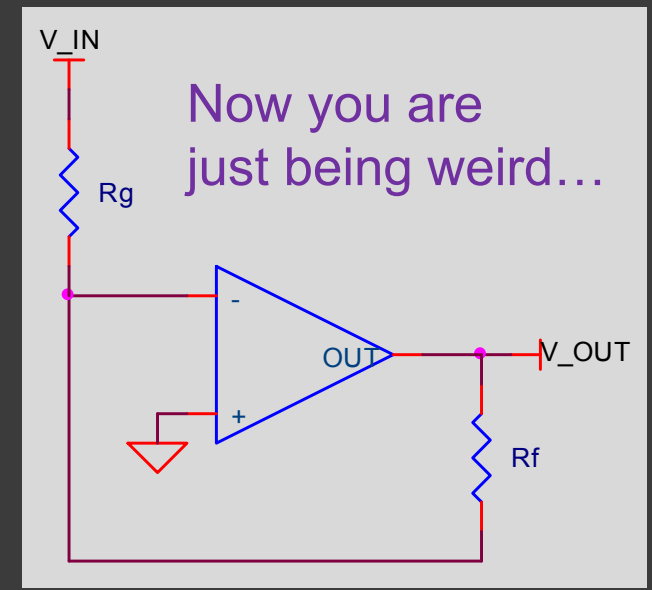 V_IN
Now you are
just being weird…
Rg
-
OUT
V_OUT
+
Rf